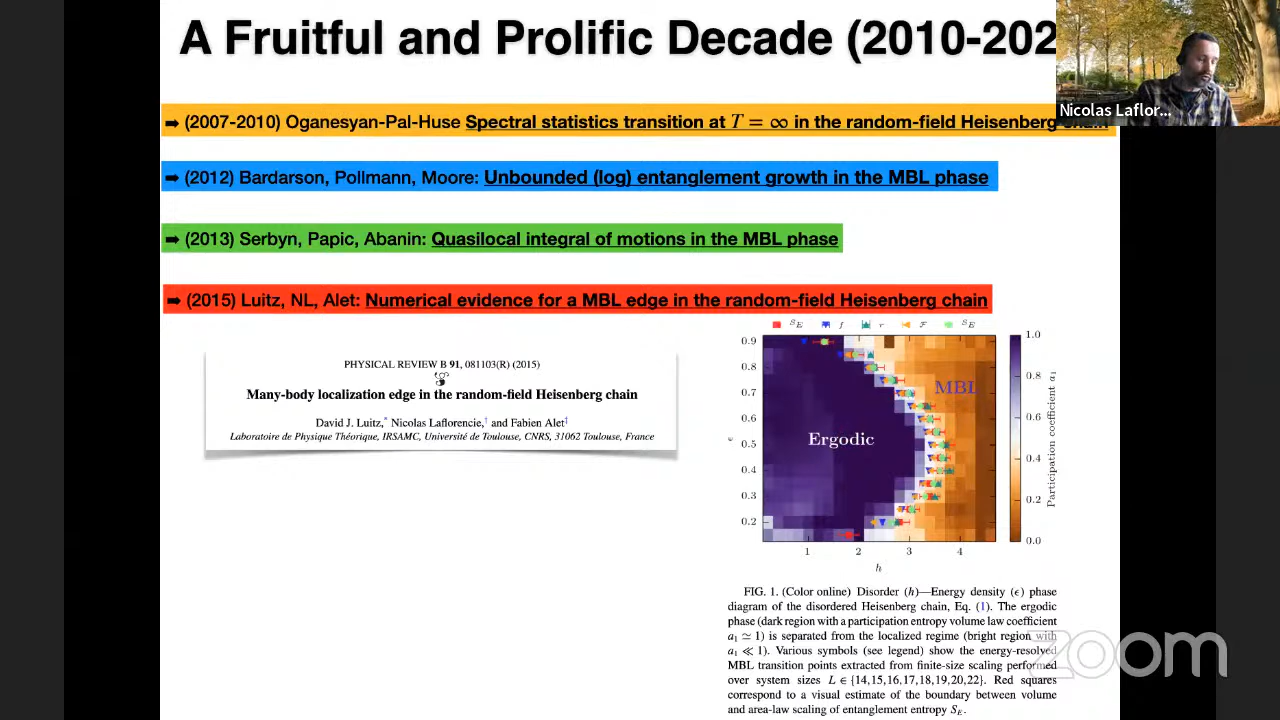 A Fruitful and Prolific Decade (2010-202
Nicolas Laflor...
➡ (2007-2010) Oganesyan-Pal-Huse Spectral statistics transition at T = ∞ in the random-field Heisenberg chain
➡ (2012) Bardarson, Pollmann, Moore: Unbounded (log) entanglement growth in the MBL phase
➡ (2013) Serbyn, Papic, Abanin: Quasilocal integral of motions in the MBL phase
➡ (2015) Luitz, NL, Alet: Numerical evidence for a MBL edge in the random-field Heisenberg chain
PHYSICAL REVIEW B 91, 081103(R) (2015)
Many-body localization edge in the random-field Heisenberg chain
David J. Luitz,* Nicolas Laflorencie,† and Fabien Alet‡
Laboratoire de Physique Théorique, IRSAMC, Université de Toulouse, CNRS, 31062 Toulouse, France
S_E f r F S_E
0.9
0.8
0.7
0.6
0.5
0.4
0.3
0.2
ϵ
Ergodic
MBL
1 2 3 4
h
1.0
0.8
0.6
0.4
0.2
0.0
Participation coefficient a₁
FIG. 1. (Color online) Disorder (h)—Energy density (ϵ) phase
diagram of the disordered Heisenberg chain, Eq. (1). The ergodic
phase (dark region with a participation entropy volume law coefficient
a₁ ≃ 1) is separated from the localized regime (bright region with
a₁ ≪ 1). Various symbols (see legend) show the energy-resolved
MBL transition points extracted from finite-size scaling performed
over system sizes L ∈ {14,15,16,17,18,19,20,22}. Red squares
correspond to a visual estimate of the boundary between volume
and area-law scaling of entanglement entropy S_E.
zoom